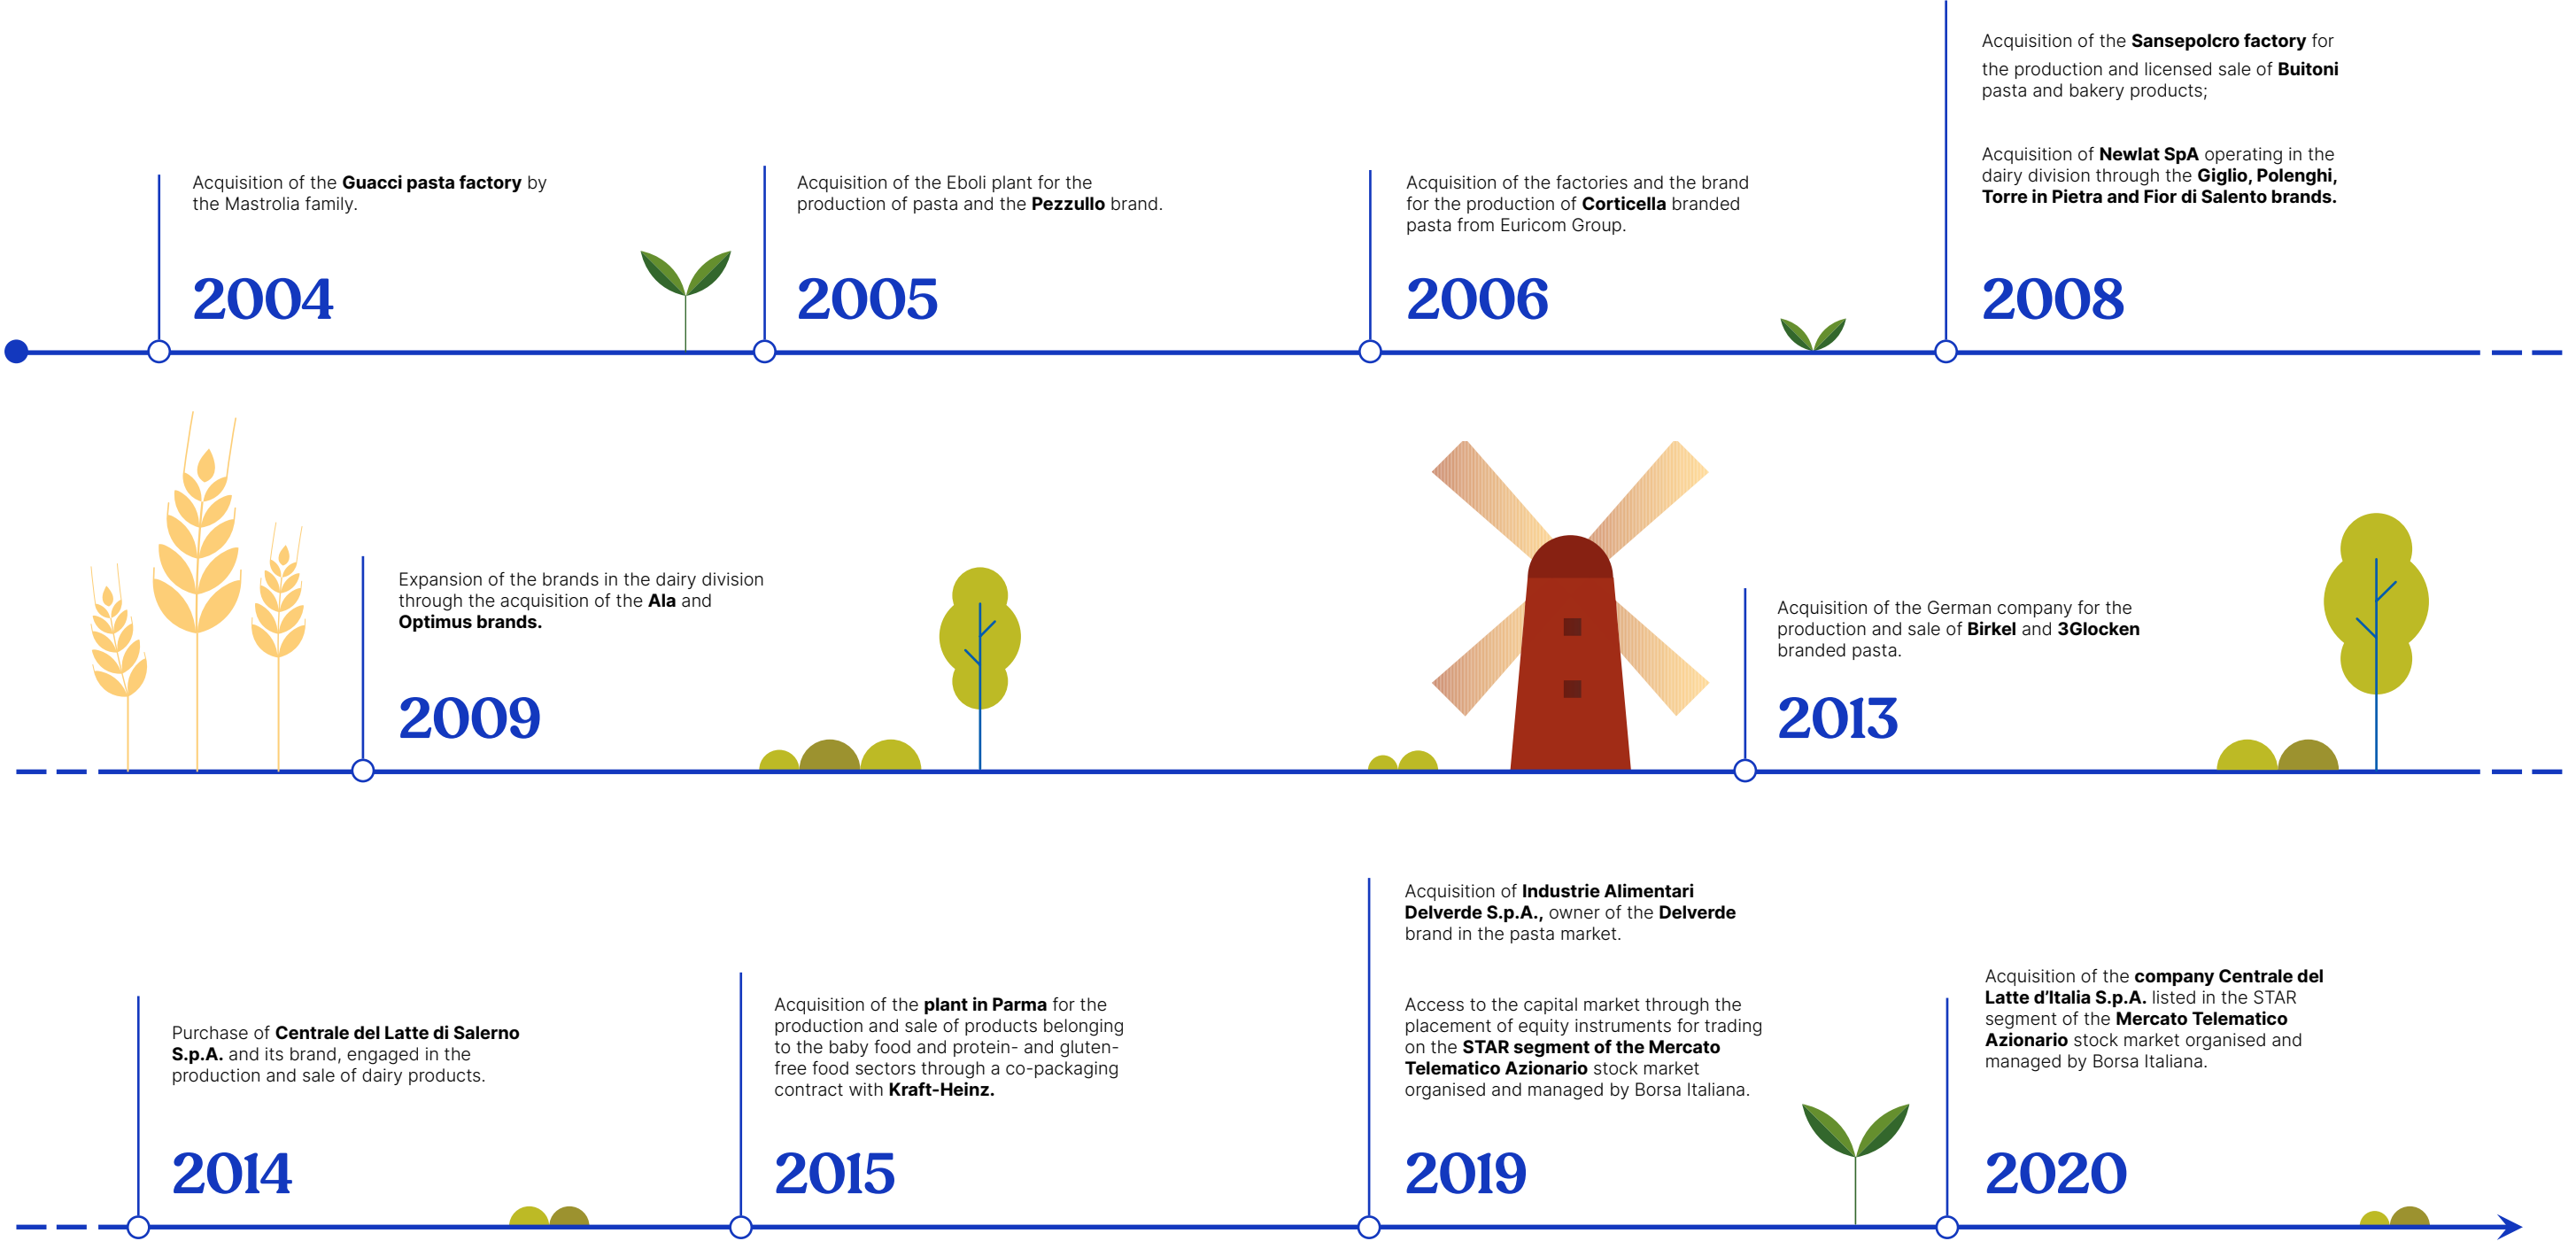 Acquisition of the Guacci pasta factory by
the Mastrolia family.
2004
Acquisition of the Eboli plant for the
production of pasta and the Pezzullo brand.
2005
Acquisition of the factories and the brand
for the production of Corticella branded
pasta from Euricom Group.
2006
Acquisition of the Sansepolcro factory for
the production and licensed sale of Buitoni
pasta and bakery products;
Acquisition of Newlat SpA operating in the
dairy division through the Giglio, Polenghi,
Torre in Pietra and Fior di Salento brands.
2008
Expansion of the brands in the dairy division
through the acquisition of the Ala and
Optimus brands.
2009
Acquisition of the German company for the
production and sale of Birkel and 3Glocken
branded pasta.
2013
Purchase of Centrale del Latte di Salerno
S.p.A. and its brand, engaged in the
production and sale of dairy products.
2014
Acquisition of the plant in Parma for the
production and sale of products belonging
to the baby food and protein- and gluten-
free food sectors through a co-packaging
contract with Kraft-Heinz.
2015
Acquisition of Industrie Alimentari
Delverde S.p.A., owner of the Delverde
brand in the pasta market.
Access to the capital market through the
placement of equity instruments for trading
on the STAR segment of the Mercato
Telematico Azionario stock market
organised and managed by Borsa Italiana.
2019
Acquisition of the company Centrale del
Latte d’Italia S.p.A. listed in the STAR
segment of the Mercato Telematico
Azionario stock market organised and
managed by Borsa Italiana.
2020